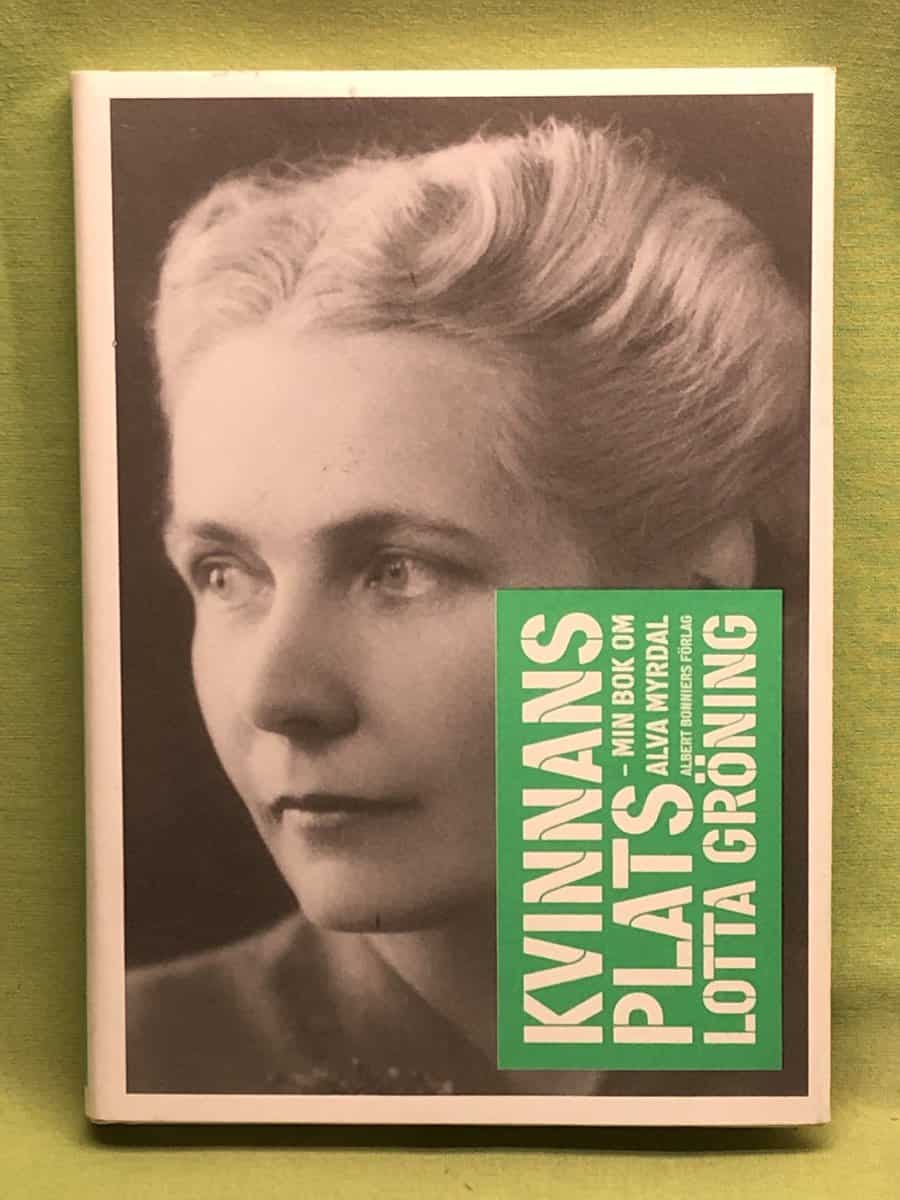 KVINNANS
PLATS – MIN BOK OM
ALVA MYRDAL
ALBERT BONNIERS FÖRLAG
LOTTA GRÖNING